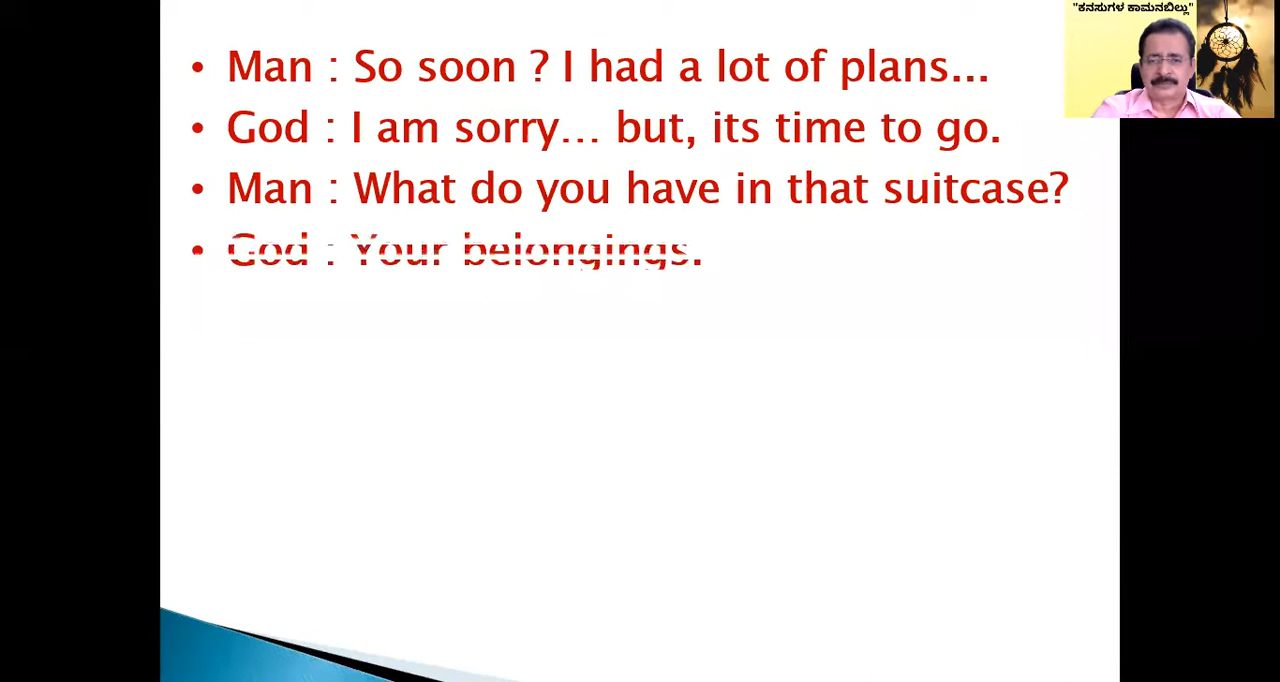 "ಕನಸುಗಳ ಕಾಮನಬಿಲ್ಲು"
• Man : So soon ? I had a lot of plans...
• God : I am sorry... but, its time to go.
• Man : What do you have in that suitcase?
• God : Your belongings.